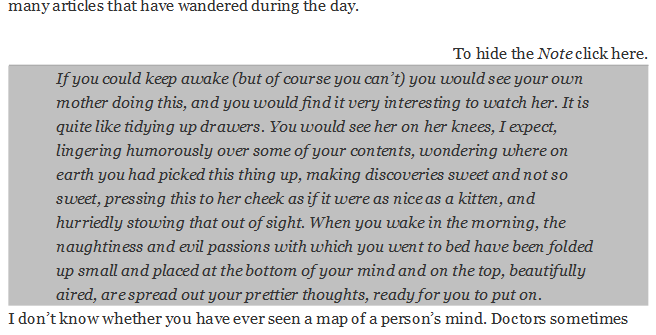 many articles that have wandered during the day.
To hide the Note click here.
If you could keep awake (but of course you can’t) you would see your own
mother doing this, and you would find it very interesting to watch her. It is
quite like tidying up drawers. You would see her on her knees, I expect,
lingering humorously over some of your contents, wondering where on
earth you had picked this thing up, making discoveries sweet and not so
sweet, pressing this to her cheek as if it were as nice as a kitten, and
hurriedly stowing that out of sight. When you wake in the morning, the
naughtiness and evil passions with which you went to bed have been folded
up small and placed at the bottom of your mind and on the top, beautifully
aired, are spread out your prettier thoughts, ready for you to put on.
I don’t know whether you have ever seen a map of a person’s mind. Doctors sometimes